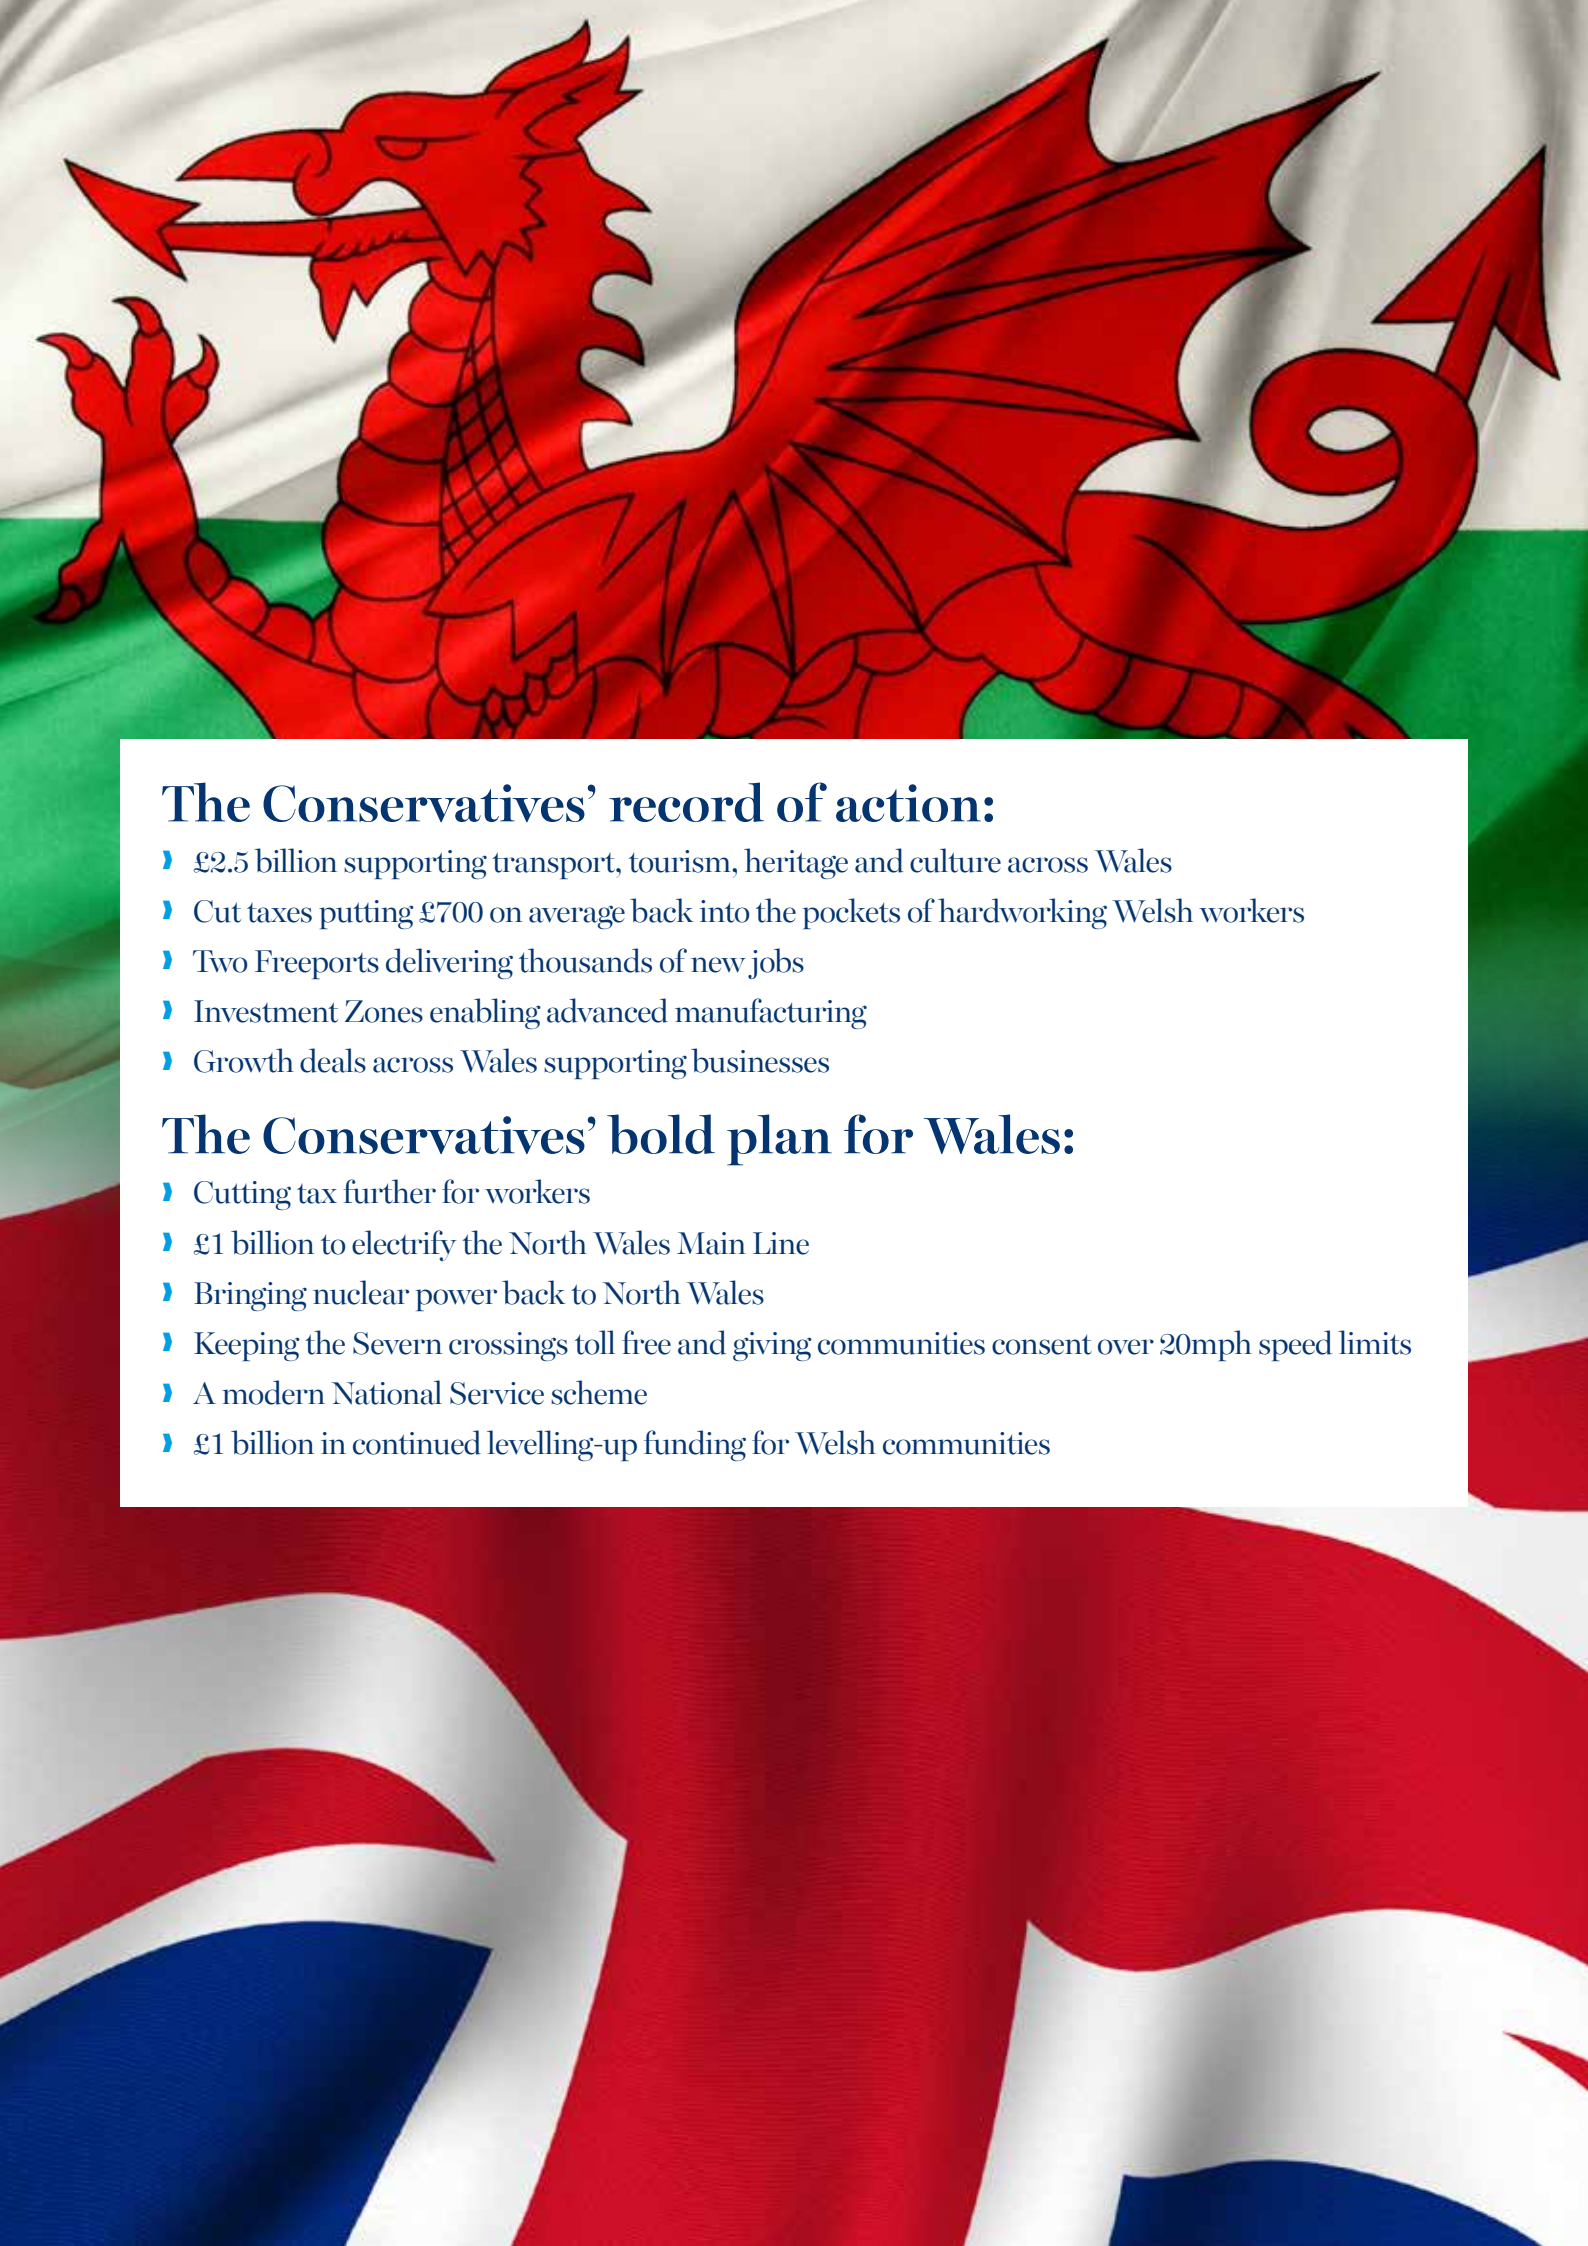 The Conservatives’ record of action:
£2.5 billion supporting transport, tourism, heritage and culture across Wales
Cut taxes putting £700 on average back into the pockets of hardworking Welsh workers
Two Freeports delivering thousands of new jobs
Investment Zones enabling advanced manufacturing
Growth deals across Wales supporting businesses
The Conservatives’ bold plan for Wales:
Cutting tax further for workers
£1 billion to electrify the North Wales Main Line
Bringing nuclear power back to North Wales
Keeping the Severn crossings toll free and giving communities consent over 20mph speed limits
A modern National Service scheme
£1 billion in continued levelling-up funding for Welsh communities